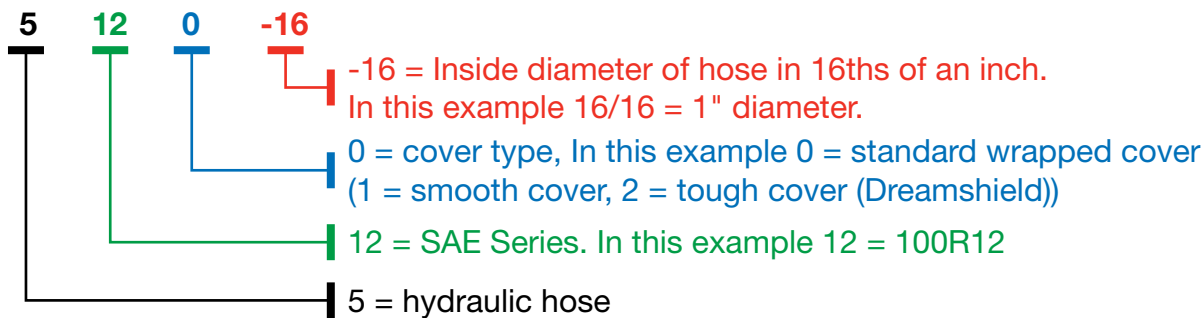 5 12 0 -16
-16 = Inside diameter of hose in 16ths of an inch.
In this example 16/16 = 1" diameter.
0 = cover type, In this example 0 = standard wrapped cover
(1 = smooth cover, 2 = tough cover (Dreamshield))
12 = SAE Series. In this example 12 = 100R12
5 = hydraulic hose